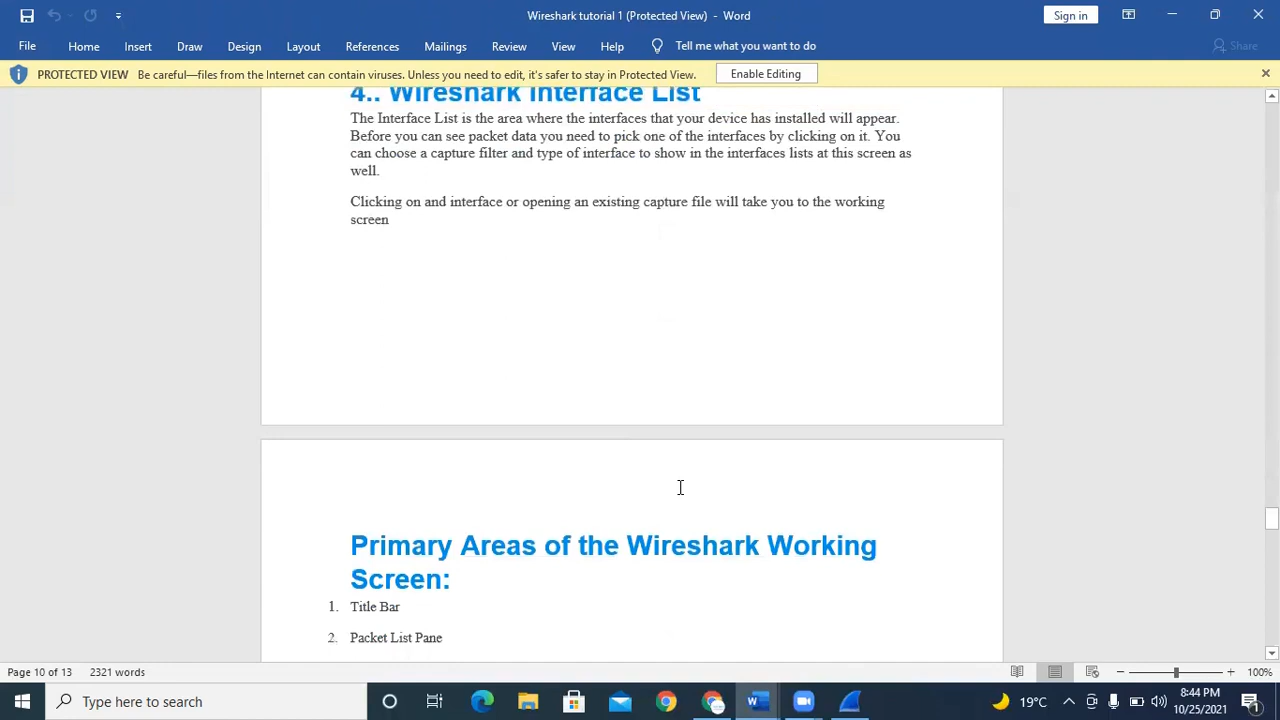 Wireshark tutorial 1 (Protected View) - Word
Sign in
File Home Insert Draw Design Layout References Mailings Review View Help Tell me what you want to do Share
PROTECTED VIEW Be careful—files from the Internet can contain viruses. Unless you need to edit, it's safer to stay in Protected View. Enable Editing
4.. Wireshark Interface List
The Interface List is the area where the interfaces that your device has installed will appear.
Before you can see packet data you need to pick one of the interfaces by clicking on it. You
can choose a capture filter and type of interface to show in the interfaces lists at this screen as
well.
Clicking on and interface or opening an existing capture file will take you to the working
screen
Primary Areas of the Wireshark Working
Screen:
1. Title Bar
2. Packet List Pane
Page 10 of 13 2321 words 100%
Type here to search
19°C
8:44 PM
10/25/2021
1